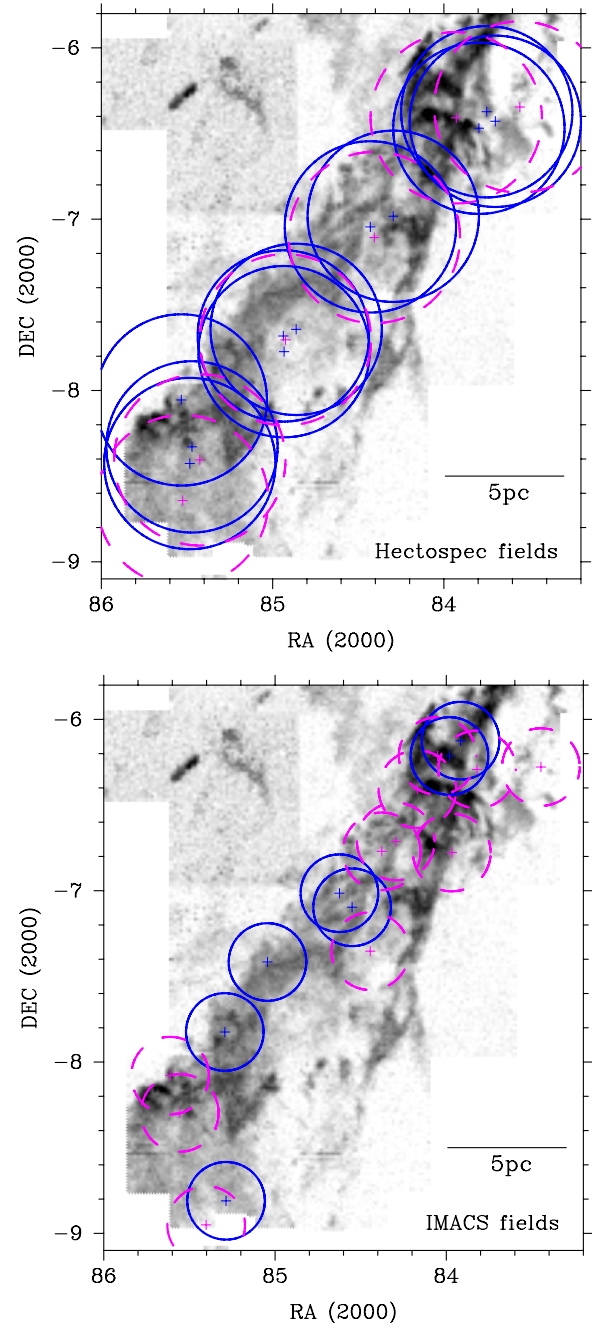 −6
−7
−8
−9
DEC (2000)
5pc
Hectospec fields
86
85
84
RA (2000)
−6
−7
−8
−9
DEC (2000)
5pc
IMACS fields
86
85
84
RA (2000)